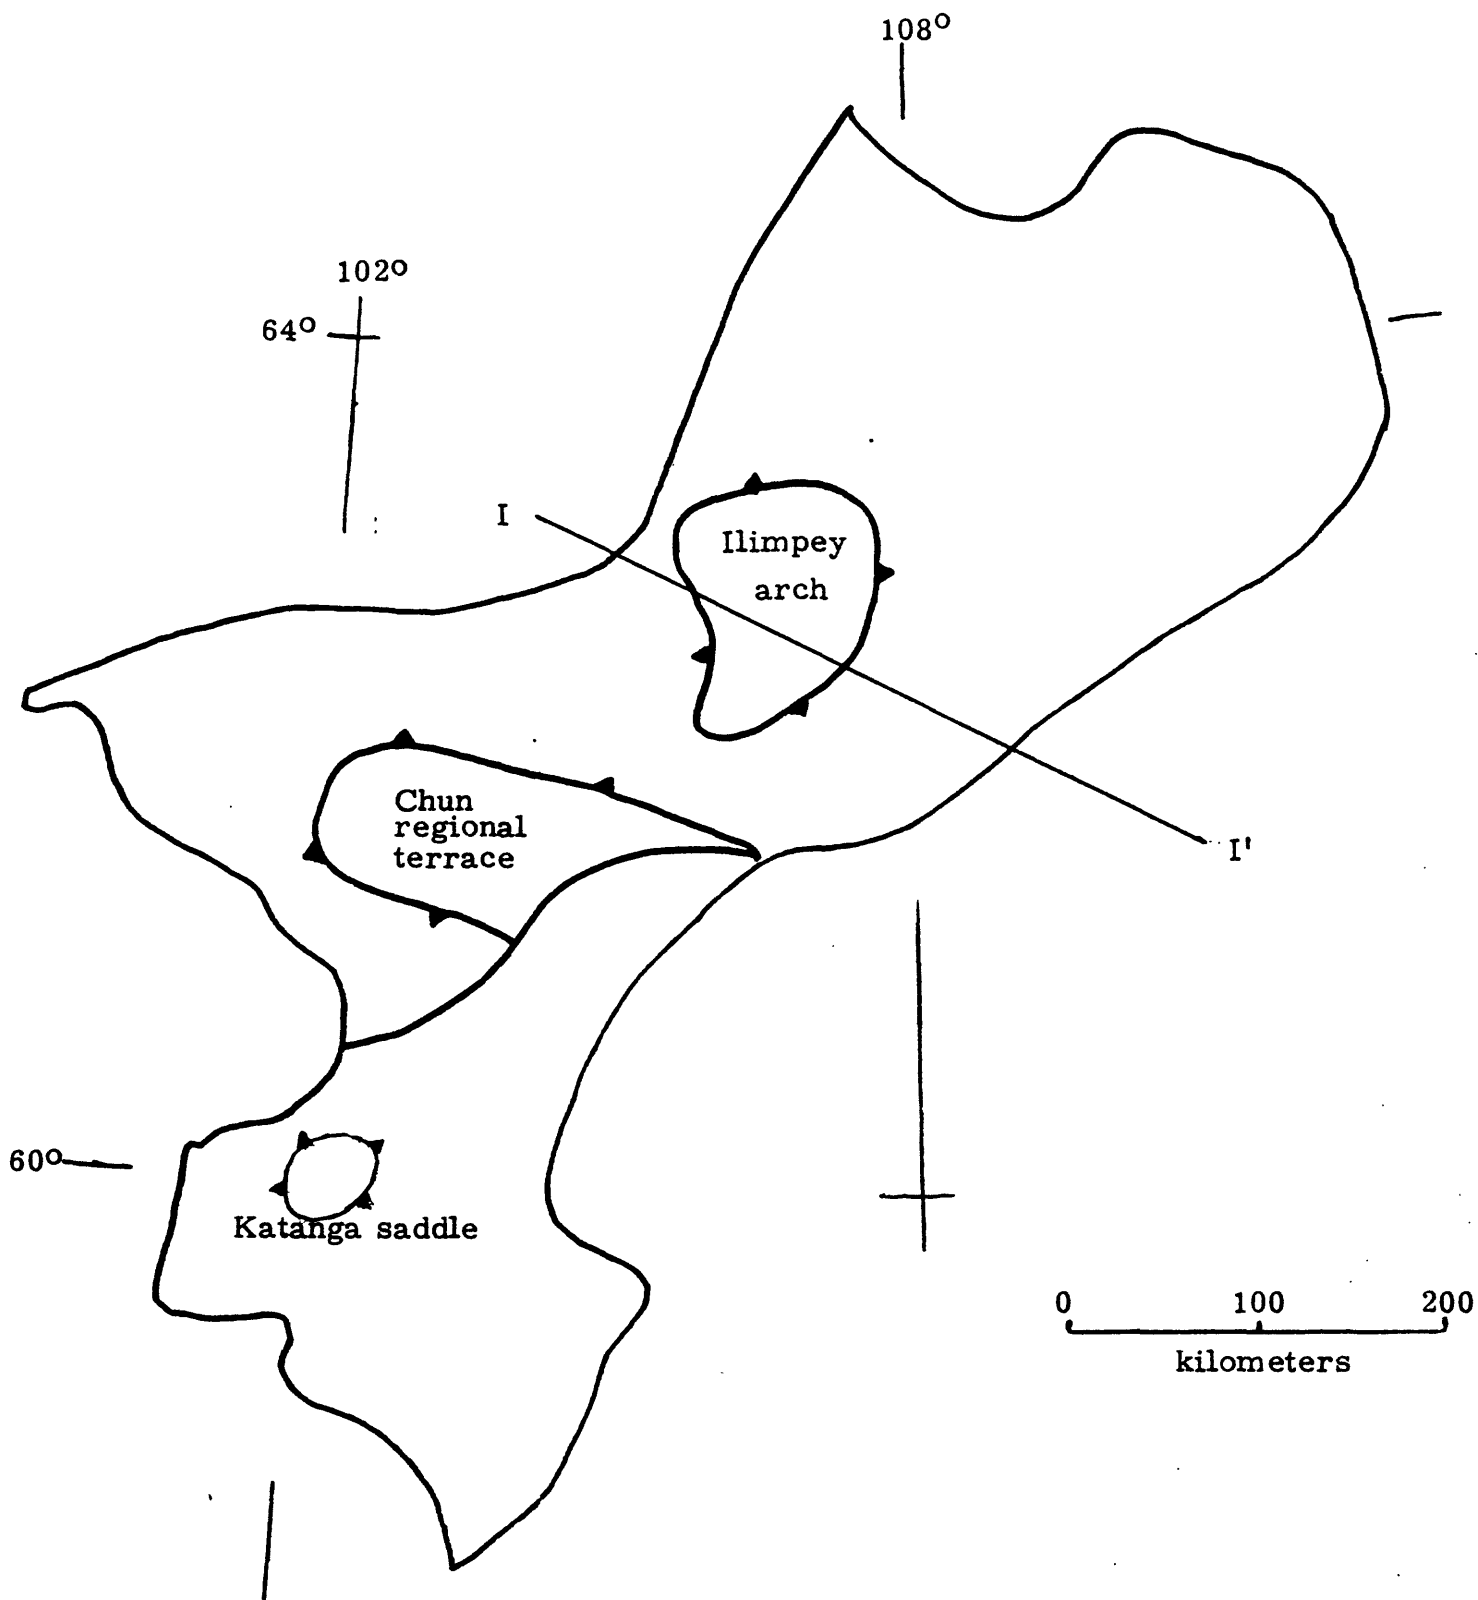 108°
102°
64°
I
Ilimpey
arch
Chun
regional
terrace
I'
60°
Katanga saddle
0 100 200
kilometers